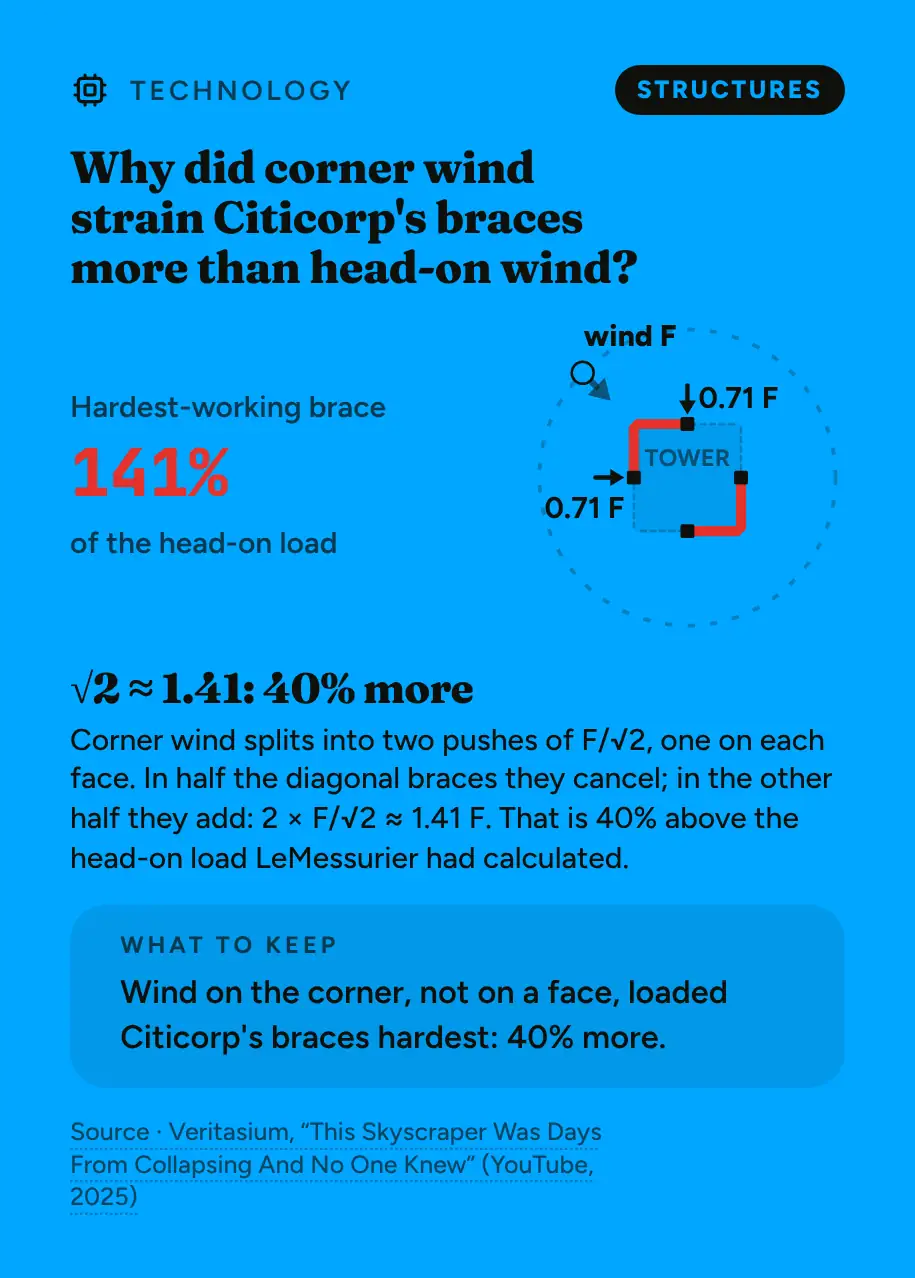 TECHNOLOGY
STRUCTURES
Why did corner wind
strain Citicorp's braces
more than head-on wind?
wind F
0.71 F
TOWER
0.71 F
Hardest-working brace
141%
of the head-on load
√2 ≈ 1.41: 40% more
Corner wind splits into two pushes of F/√2, one on each
face. In half the diagonal braces they cancel; in the other
half they add: 2 × F/√2 ≈ 1.41 F. That is 40% above the
head-on load LeMessurier had calculated.
WHAT TO KEEP
Wind on the corner, not on a face, loaded
Citicorp's braces hardest: 40% more.
Source · Veritasium, “This Skyscraper Was Days
From Collapsing And No One Knew” (YouTube,
2025)